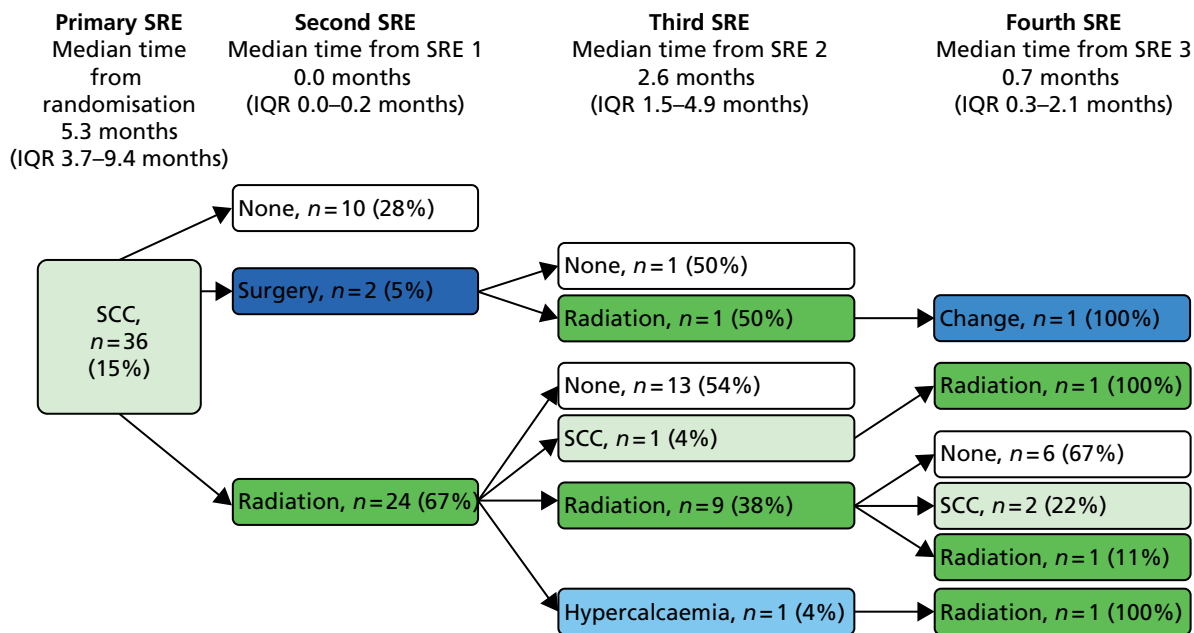 Primary SRE
Median time
from
randomisation
5.3 months
(IQR 3.7–9.4 months)
Second SRE
Median time from SRE 1
0.0 months
(IQR 0.0–0.2 months)
Third SRE
Median time from SRE 2
2.6 months
(IQR 1.5–4.9 months)
Fourth SRE
Median time from SRE 3
0.7 months
(IQR 0.3–2.1 months)
SCC,
n=36
(15%)
None, n=10 (28%)
Surgery, n=2 (5%)
Radiation, n=24 (67%)
None, n=1 (50%)
Radiation, n=1 (50%)
None, n=13 (54%)
SCC, n=1 (4%)
Radiation, n=9 (38%)
Hypercalcaemia, n=1 (4%)
Change, n=1 (100%)
Radiation, n=1 (100%)
None, n=6 (67%)
SCC, n=2 (22%)
Radiation, n=1 (11%)
Radiation, n=1 (100%)